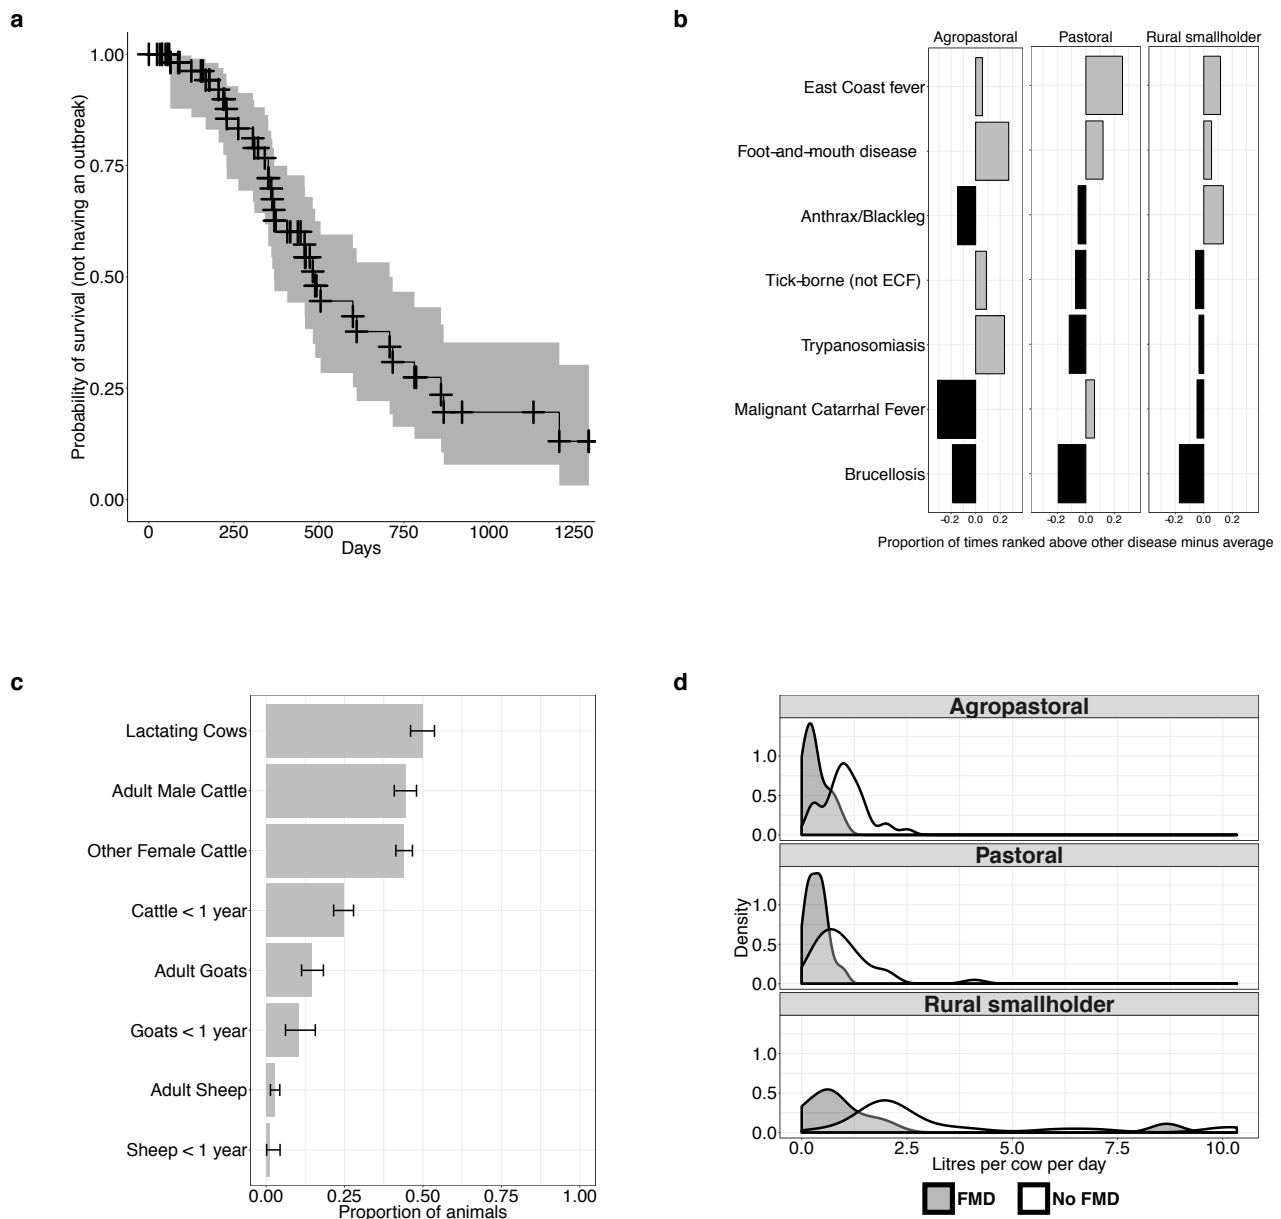 a
Probability of survival (not having an outbreak)
1.00
0.75
0.50
0.25
0.00
0
250
500
750
1000
1250
Days
b
Agropastoral
Pastoral
Rural smallholder
East Coast fever
Foot-and-mouth disease
Anthrax/Blackleg
Tick-borne (not ECF)
Trypanosomiasis
Malignant Catarrhal Fever
Brucellosis
-0.2 0.0 0.2
-0.2 0.0 0.2
-0.2 0.0 0.2
Proportion of times ranked above other disease minus average
c
Lactating Cows
Adult Male Cattle
Other Female Cattle
Cattle < 1 year
Adult Goats
Goats < 1 year
Adult Sheep
Sheep < 1 year
0.00 0.25 0.50 0.75 1.00
Proportion of animals
d
Agropastoral
1.0
0.5
0.0
Pastoral
1.0
0.5
0.0
Density
Rural smallholder
1.0
0.5
0.0
0.0 2.5 5.0 7.5 10.0
Litres per cow per day
FMD No FMD